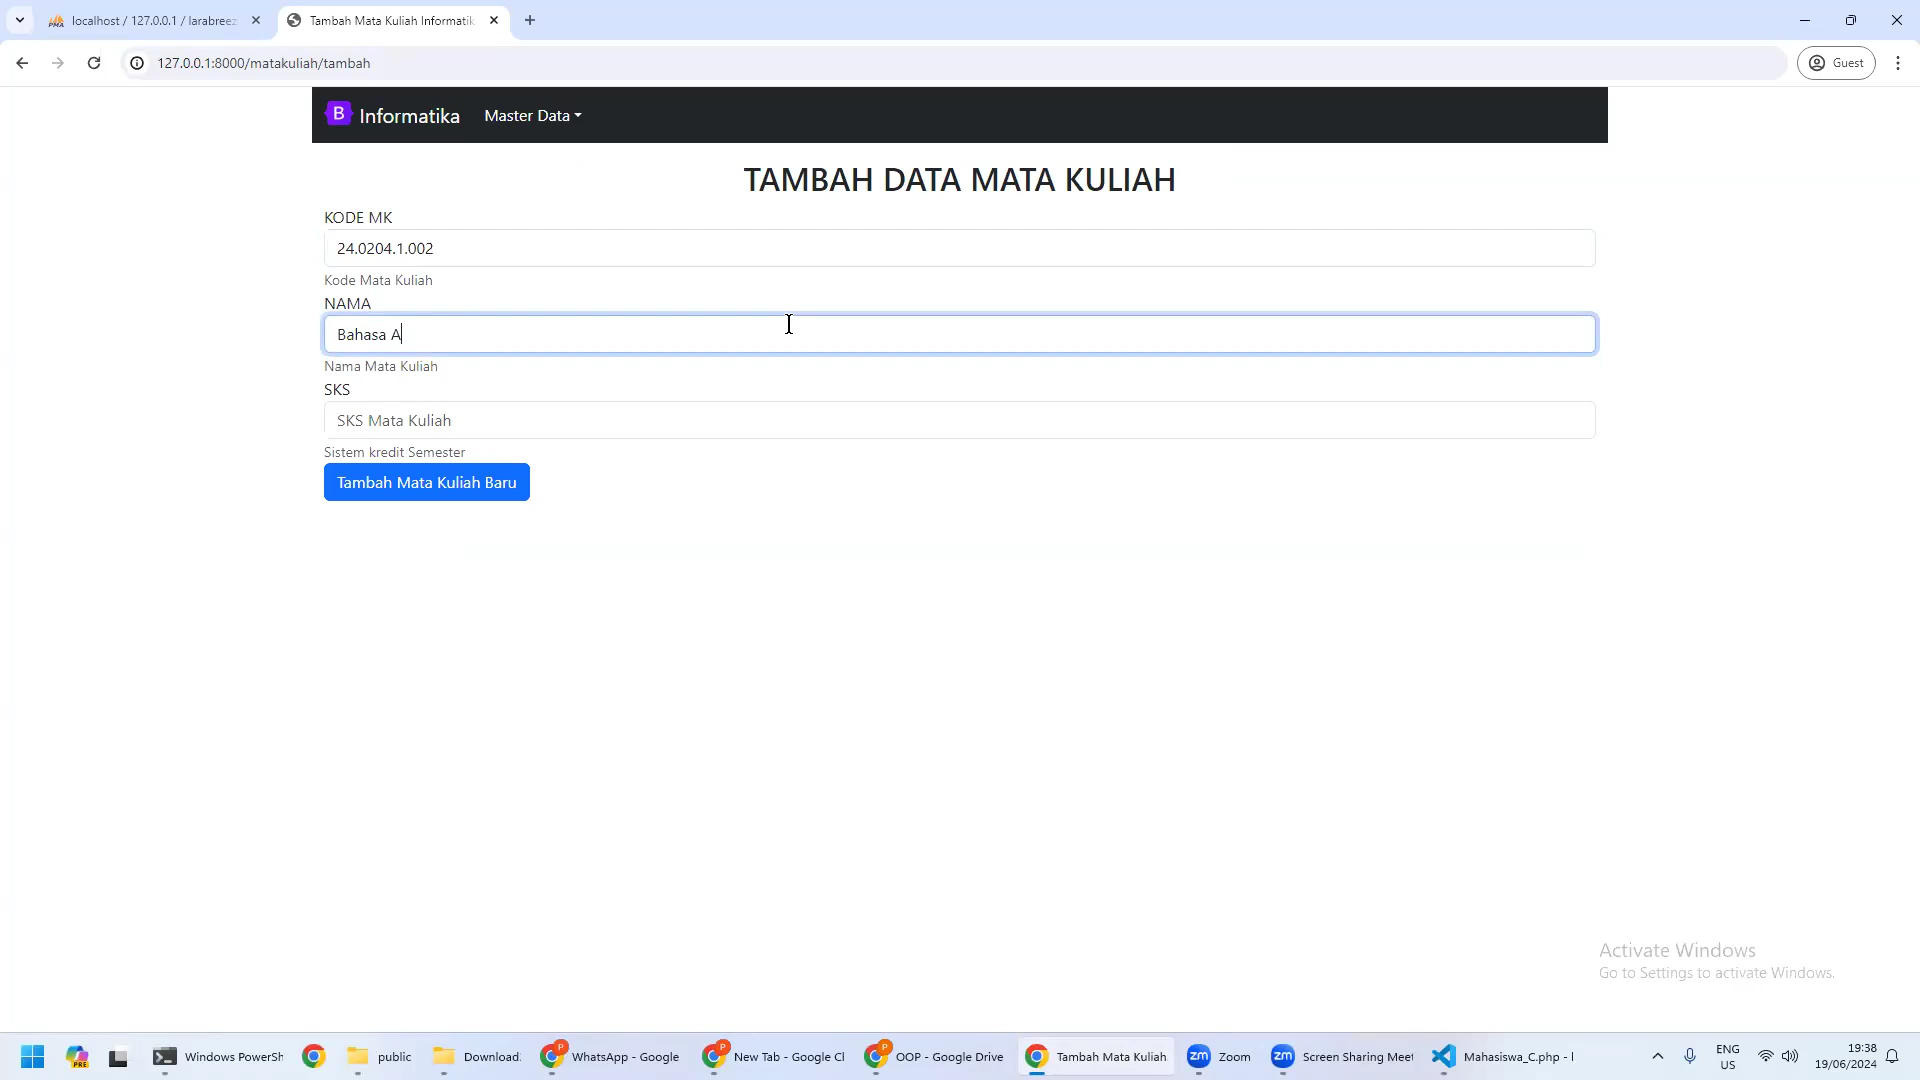 localhost / 127.0.0.1 / larabreez
Tambah Mata Kuliah Informatik
127.0.0.1:8000/matakuliah/tambah
Guest
B Informatika
Master Data
TAMBAH DATA MATA KULIAH
KODE MK
24.0204.1.002
Kode Mata Kuliah
NAMA
Bahasa A
Nama Mata Kuliah
SKS
SKS Mata Kuliah
Sistem kredit Semester
Tambah Mata Kuliah Baru
Activate Windows
Go to Settings to activate Windows.
Windows PowerSh
public
Download
WhatsApp - Google
New Tab - Google Cl
OOP - Google Drive
Tambah Mata Kuliah
Zoom
Screen Sharing Meet
Mahasiswa_C.php - l
ENG
US
19:38
19/06/2024